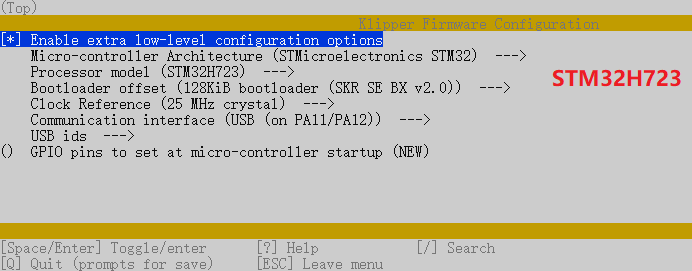 (Top)
Klipper Firmware Configuration
[*] Enable extra low-level configuration options
Micro-controller Architecture (STMicroelectronics STM32)  --->
Processor model (STM32H723)  --->
STM32H723
Bootloader offset (128KiB bootloader (SKR SE BX v2.0))  --->
Clock Reference (25 MHz crystal)  --->
Communication interface (USB (on PA11/PA12))  --->
USB ids  --->
()  GPIO pins to set at micro-controller startup (NEW)
[Space/Enter] Toggle/enter    [?] Help    [/] Search
[Q] Quit (prompts for save)    [ESC] Leave menu